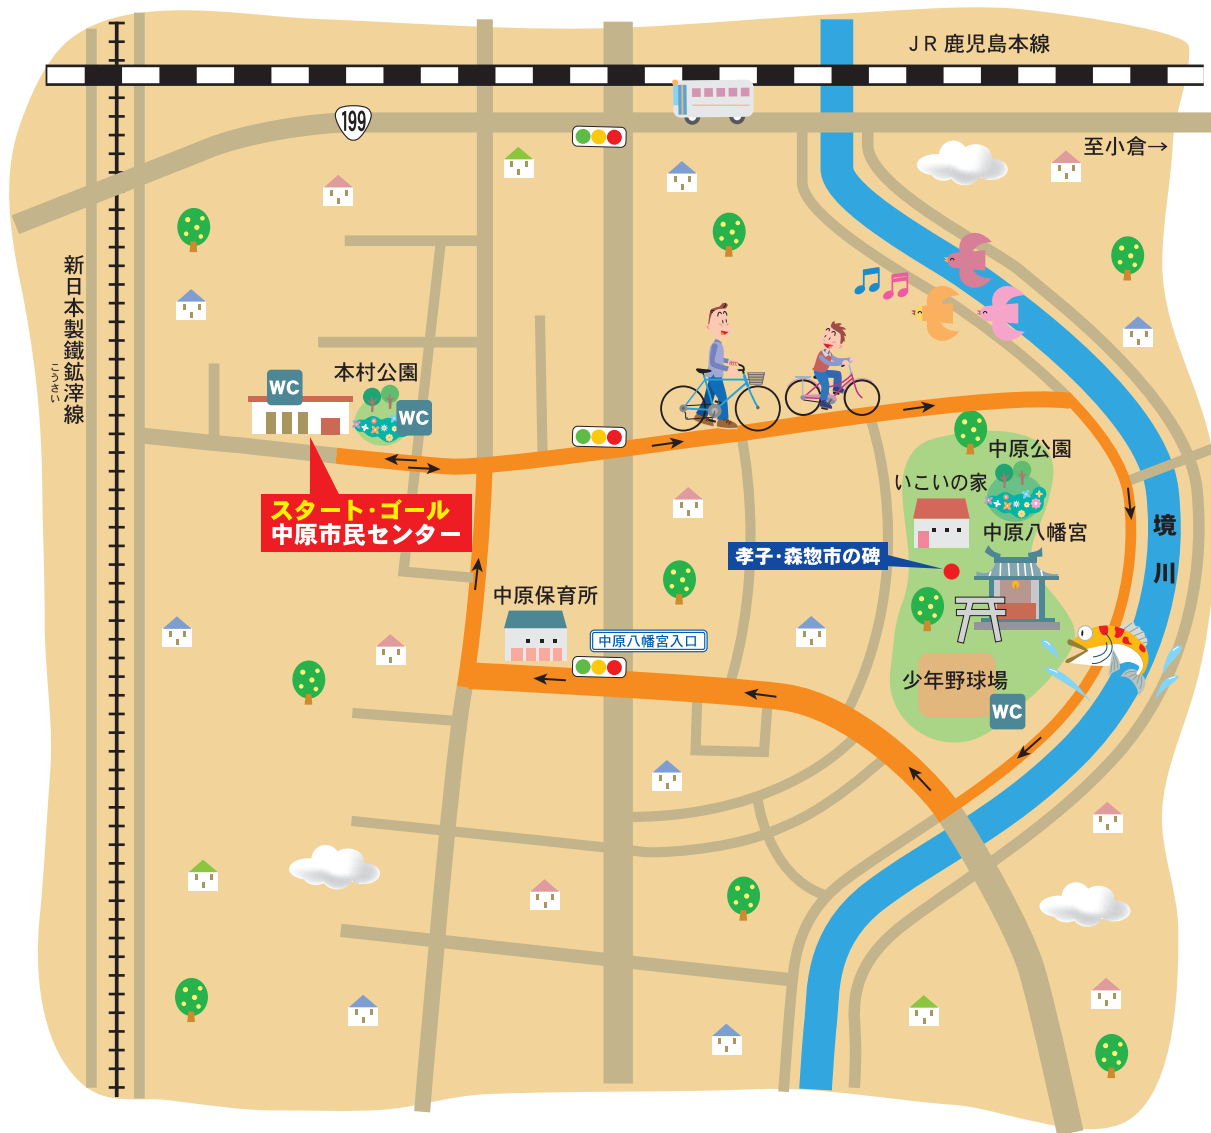 JR鹿児島本線
199
至小倉→
新日本製鐵鉱滓線
こうさい
本村公園
WC
WC
中原公園
いこいの家
スタート・ゴール
中原市民センター
中原八幡宮
境川
孝子・森惣市の碑
中原保育所
中原八幡宮入口
少年野球場
WC